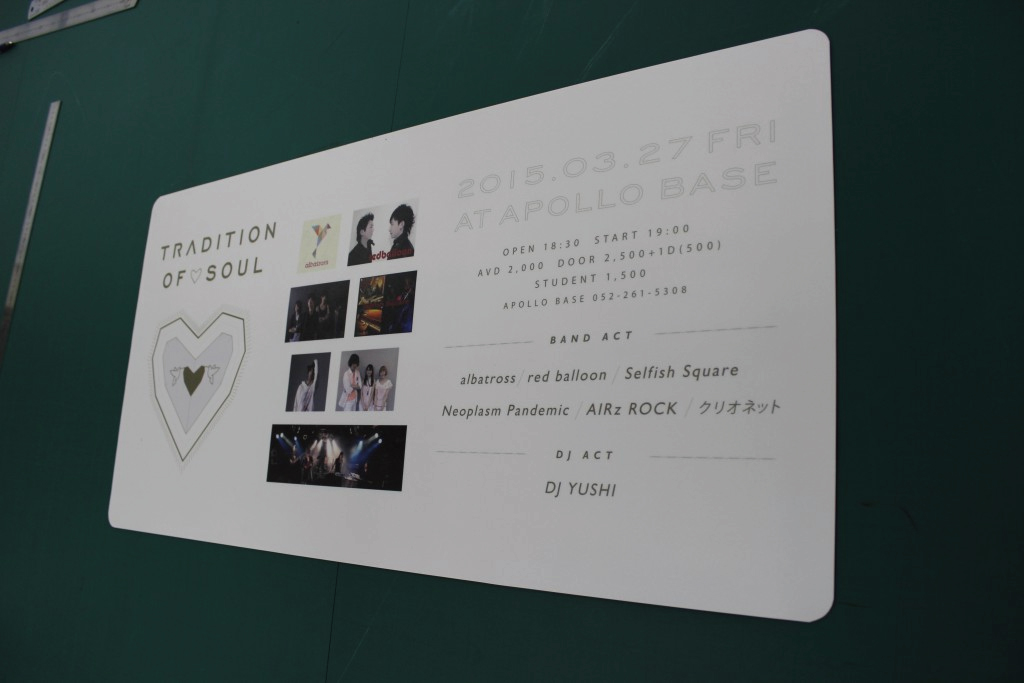 TRADITION
OF SOUL
albatross
2015.03.27 FRI
AT APOLLO BASE
OPEN 18:30 START 19:00
AVD 2,000 DOOR 2,500+1D(500)
STUDENT 1,500
APOLLO BASE 052-261-5308
BAND ACT
albatross / red balloon / Selfish Square
Neoplasm Pandemic / AIRz ROCK / クリオネット
DJ ACT
DJ YUSHI